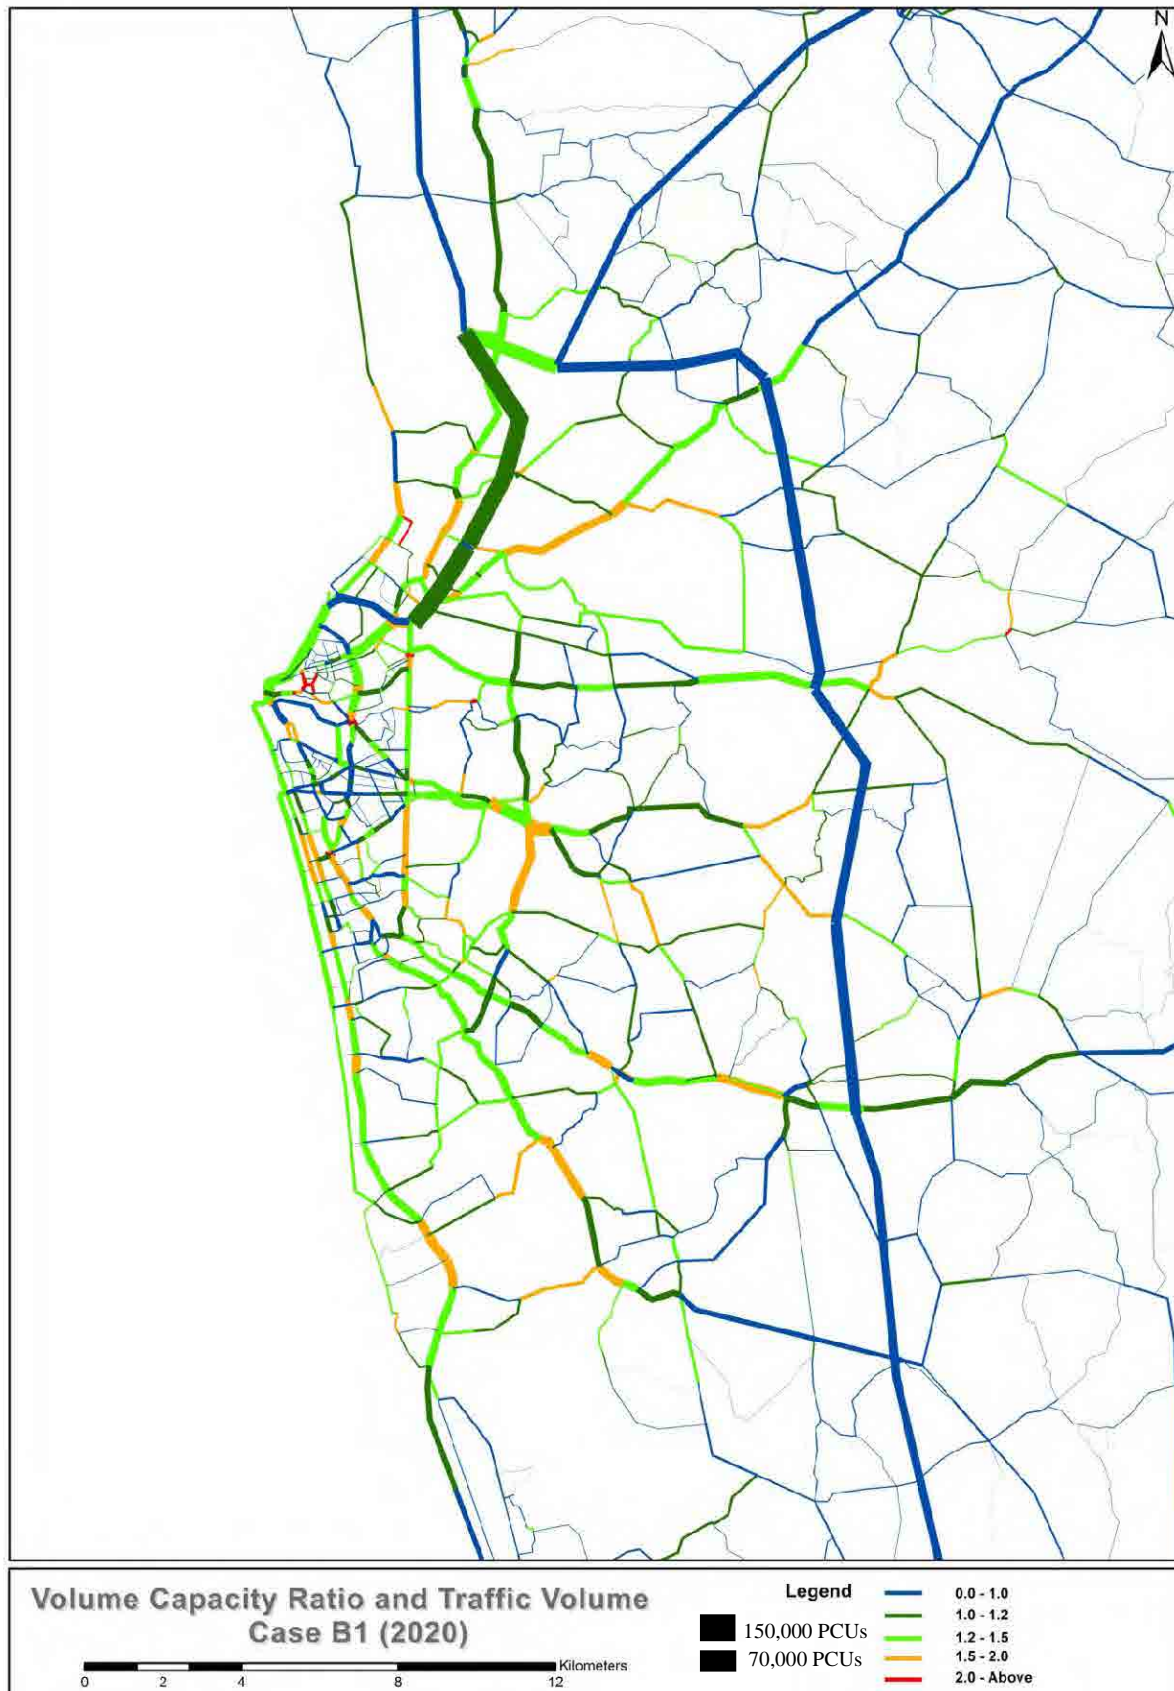 N
Volume Capacity Ratio and Traffic Volume
Case B1 (2020)
Kilometers
0 2 4 8 12
Legend
150,000 PCUs
70,000 PCUs
0.0 - 1.0
1.0 - 1.2
1.2 - 1.5
1.5 - 2.0
2.0 - Above